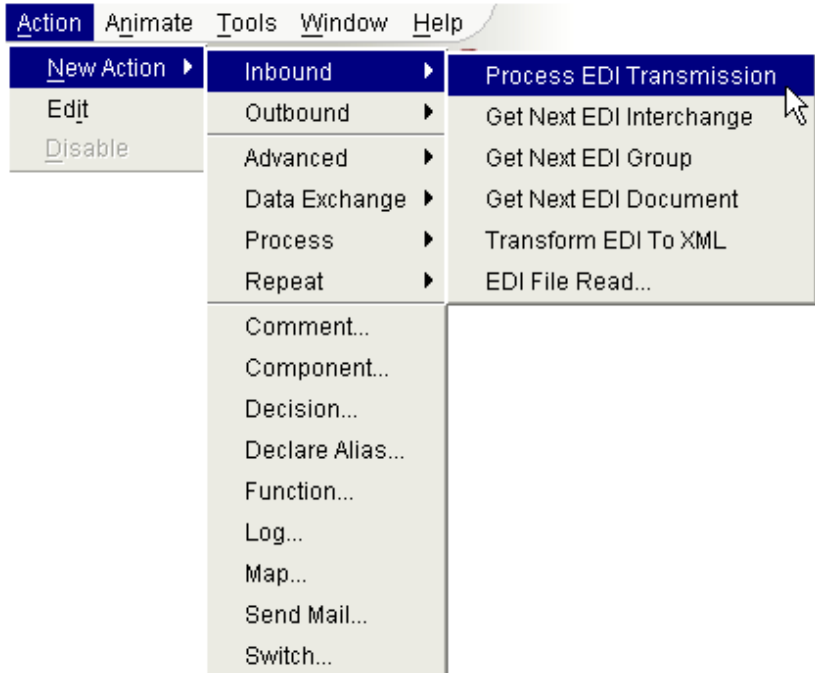 Action Animate Tools Window Help
New Action
Edit
Disable
Inbound
Outbound
Advanced
Data Exchange
Process
Repeat
Comment...
Component...
Decision...
Declare Alias...
Function...
Log...
Map...
Send Mail...
Switch...
Process EDI Transmission
Get Next EDI Interchange
Get Next EDI Group
Get Next EDI Document
Transform EDI To XML
EDI File Read...